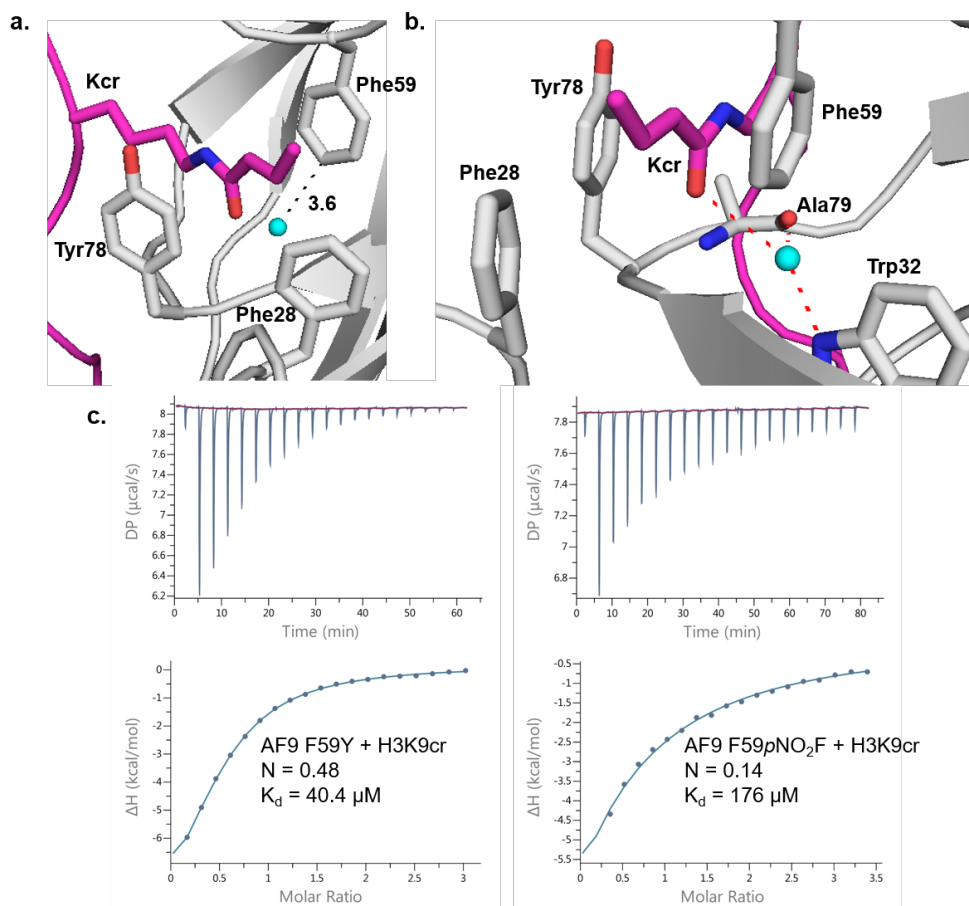 a.
Kcr
Phe59
3.6
Tyr78
Phe28
b.
Tyr78
Phe59
Kcr
Phe28
Ala79
Trp32
c.
DP (µcal/s)
8
7.8
7.6
7.4
7.2
7
6.8
6.6
6.4
6.2
0 10 20 30 40 50 60
Time (min)
DP (µcal/s)
7.8
7.6
7.4
7.2
7
6.8
0 10 20 30 40 50 60 70 80
Time (min)
ΔH (kcal/mol)
0
-1
-2
-3
-4
-5
-6
AF9 F59Y + H3K9cr
N = 0.48
Kd = 40.4 µM
0 0.5 1 1.5 2 2.5 3
Molar Ratio
ΔH (kcal/mol)
-0.5
-1
-1.5
-2
-2.5
-3
-3.5
-4
-4.5
-5
-5.5
AF9 F59pNO2F + H3K9cr
N = 0.14
Kd = 176 µM
0 0.5 1 1.5 2 2.5 3 3.5
Molar Ratio